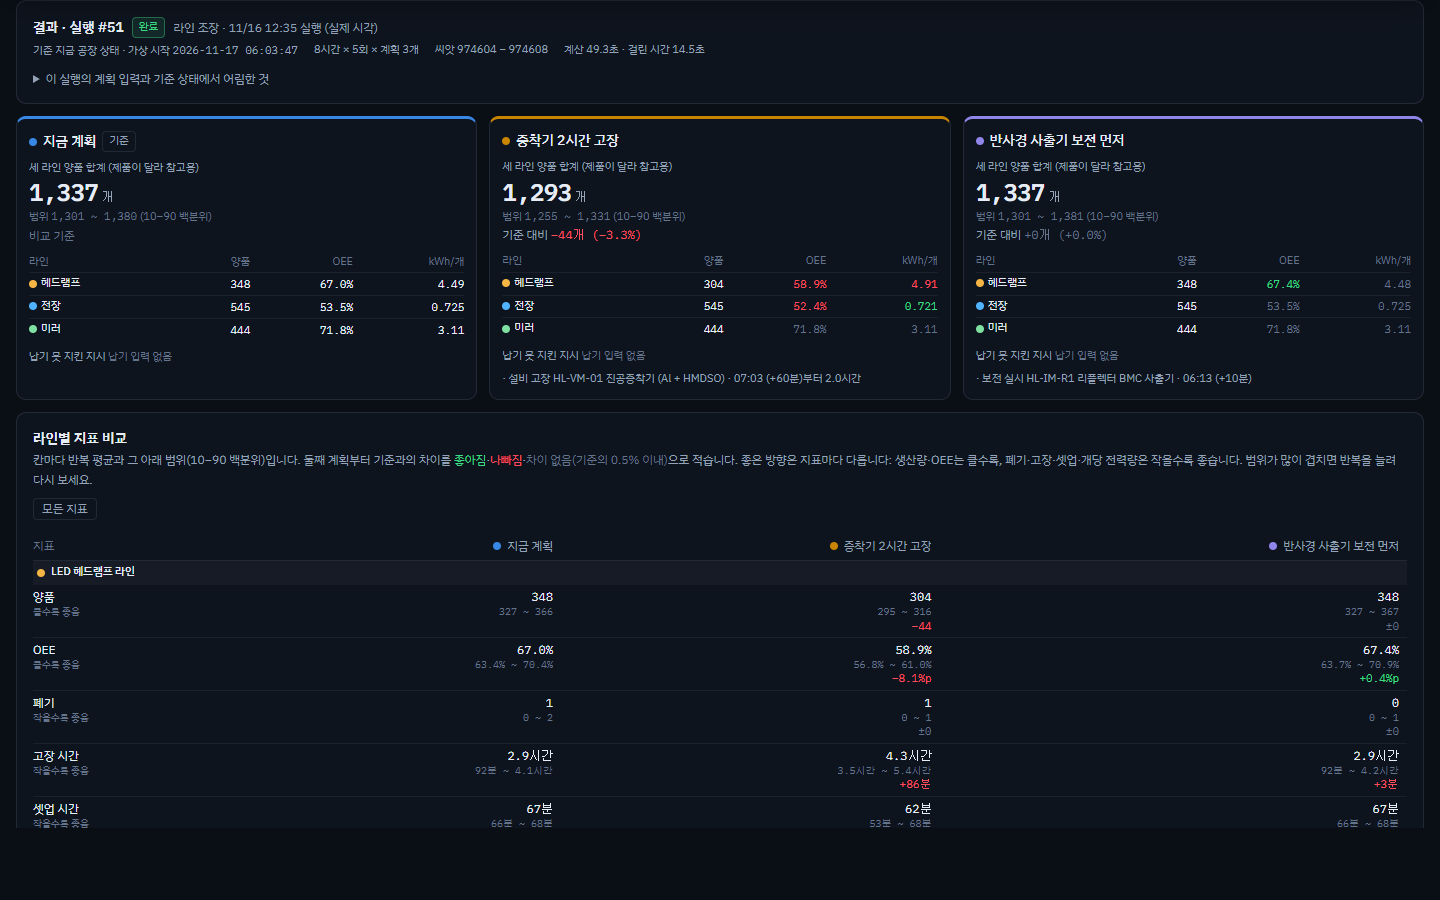 결과 · 실행 #51 완료 라인 조장 · 11/16 12:35 실행 (실제 시각)
기준 지금 공장 상태 · 가상 시작 2026-11-17 06:03:47 8시간 × 5회 × 계획 3개 씨앗 974604 – 974608 계산 49.3초 · 걸린 시간 14.5초
▶ 이 실행의 계획 입력과 기준 상태에서 어림한 것
지금 계획 기준
세 라인 양품 합계 (제품이 달라 참고용)
1,337 개
범위 1,301 ~ 1,380 (10–90 백분위)
비교 기준
라인 양품 OEE kWh/개
헤드램프 348 67.0% 4.49
전장 545 53.5% 0.725
미러 444 71.8% 3.11
납기 못 지킨 지시 납기 입력 없음
증착기 2시간 고장
세 라인 양품 합계 (제품이 달라 참고용)
1,293 개
범위 1,255 ~ 1,331 (10–90 백분위)
기준 대비 −44개 (−3.3%)
라인 양품 OEE kWh/개
헤드램프 304 58.9% 4.91
전장 545 52.4% 0.721
미러 444 71.8% 3.11
납기 못 지킨 지시 납기 입력 없음
· 설비 고장 HL-VM-01 진공증착기 (Al + HMDSO) · 07:03 (+60분)부터 2.0시간
반사경 사출기 보전 먼저
세 라인 양품 합계 (제품이 달라 참고용)
1,337 개
범위 1,301 ~ 1,381 (10–90 백분위)
기준 대비 +0개 (+0.0%)
라인 양품 OEE kWh/개
헤드램프 348 67.4% 4.48
전장 545 53.5% 0.725
미러 444 71.8% 3.11
납기 못 지킨 지시 납기 입력 없음
· 보전 실시 HL-IM-R1 리플렉터 BMC 사출기 · 06:13 (+10분)
라인별 지표 비교
칸마다 반복 평균과 그 아래 범위(10–90 백분위)입니다. 둘째 계획부터 기준과의 차이를 좋아짐·나빠짐·차이 없음(기준의 0.5% 이내)으로 적습니다. 좋은 방향은 지표마다 다릅니다: 생산량·OEE는 클수록, 폐기·고장·셋업·개당 전력량은 작을수록 좋습니다. 범위가 많이 겹치면 반복을 늘려
다시 보세요.
모든 지표
지표 지금 계획 증착기 2시간 고장 반사경 사출기 보전 먼저
LED 헤드램프 라인
양품 348 304 348
클수록 좋음 327 ~ 366 295 ~ 316 327 ~ 367
−44 ±0
OEE 67.0% 58.9% 67.4%
클수록 좋음 63.4% ~ 70.4% 56.8% ~ 61.0% 63.7% ~ 70.9%
−8.1%p +0.4%p
폐기 1 1 0
작을수록 좋음 0 ~ 2 0 ~ 1 0 ~ 1
±0 ±0
고장 시간 2.9시간 4.3시간 2.9시간
작을수록 좋음 92분 ~ 4.1시간 3.5시간 ~ 5.4시간 92분 ~ 4.2시간
+86분 +3분
셋업 시간 67분 62분 67분
작을수록 좋음 66분 ~ 68분 53분 ~ 68분 66분 ~ 68분